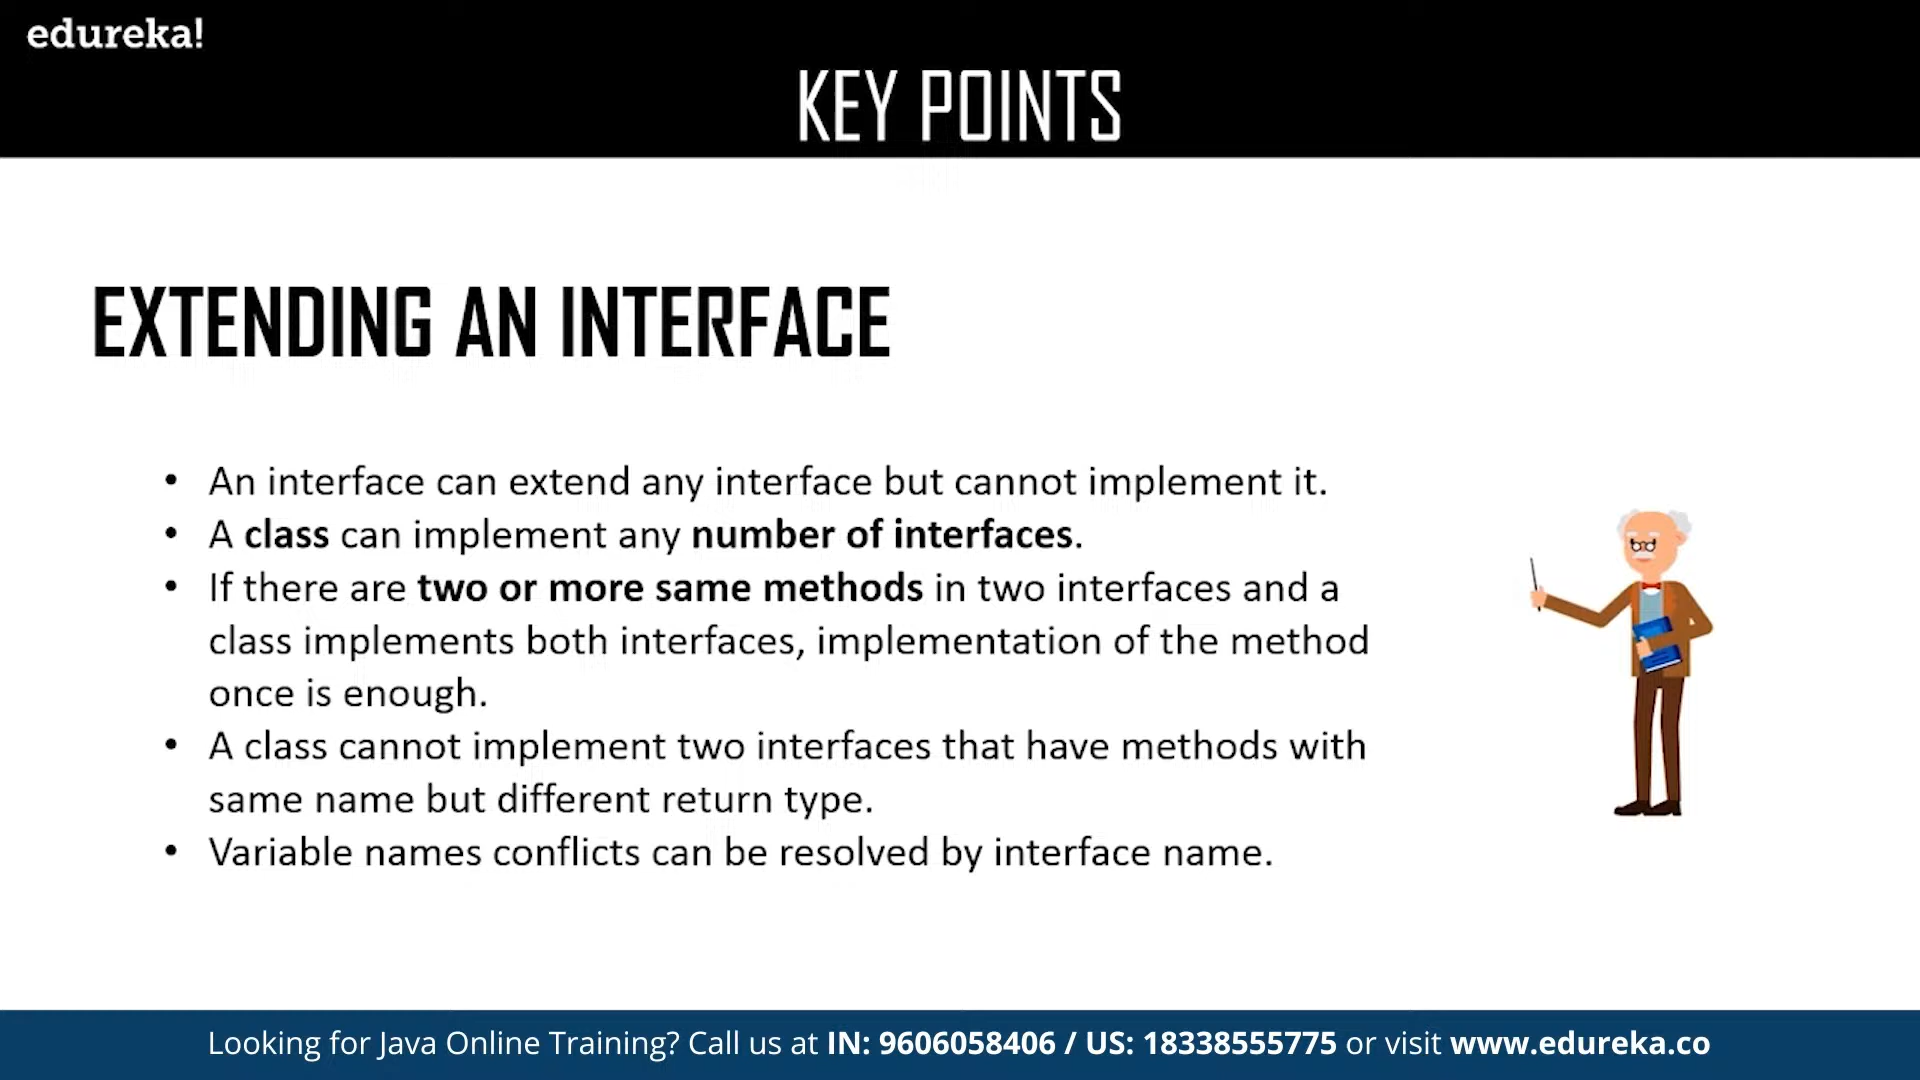 edureka!
KEY POINTS
EXTENDING AN INTERFACE
• An interface can extend any interface but cannot implement it.
• A class can implement any number of interfaces.
• If there are two or more same methods in two interfaces and a
class implements both interfaces, implementation of the method
once is enough.
• A class cannot implement two interfaces that have methods with
same name but different return type.
• Variable names conflicts can be resolved by interface name.
Looking for Java Online Training? Call us at IN: 9606058406 / US: 18338555775 or visit www.edureka.co